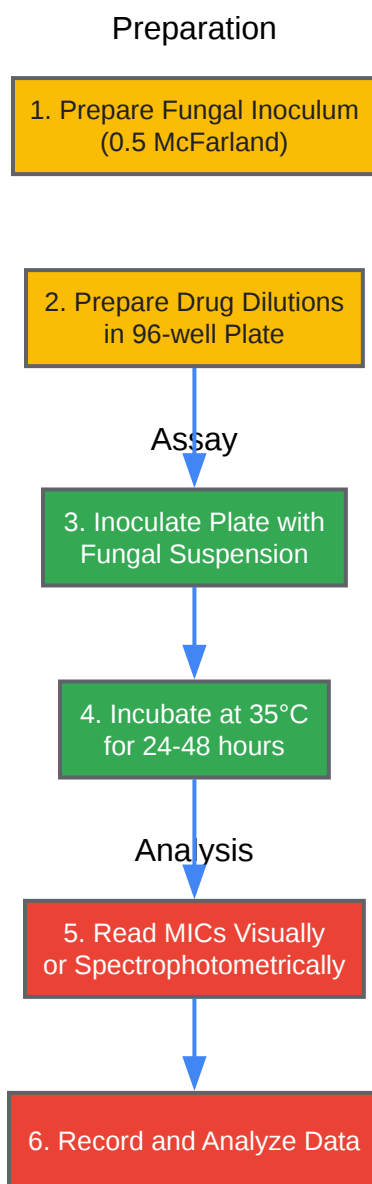 Preparation
1. Prepare Fungal Inoculum
(0.5 McFarland)
2. Prepare Drug Dilutions
in 96-well Plate
Assay
3. Inoculate Plate with
Fungal Suspension
4. Incubate at 35°C
for 24-48 hours
Analysis
5. Read MICs Visually
or Spectrophotometrically
6. Record and Analyze Data